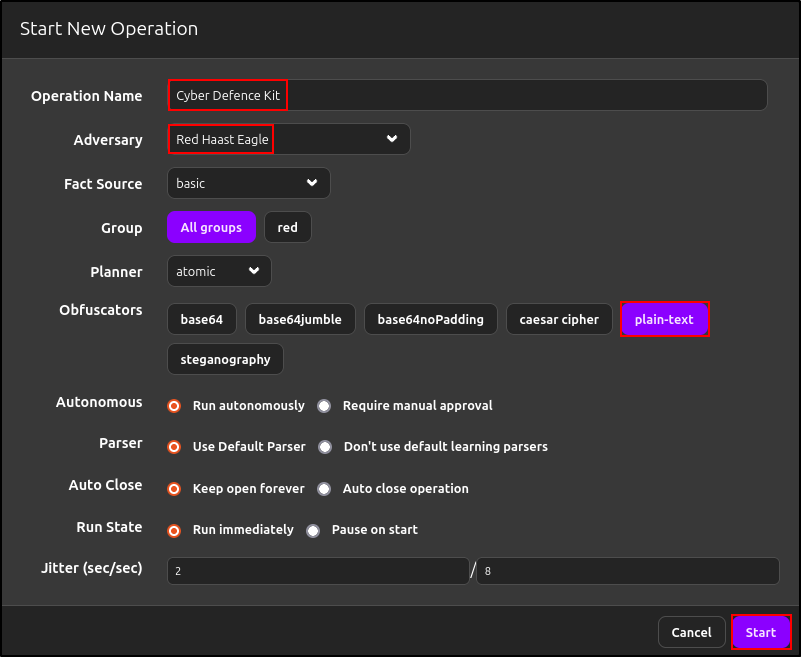 Start New Operation
Operation Name Cyber Defence Kit
Adversary Red Haast Eagle
Fact Source basic
Group All groups red
Planner atomic
Obfuscators base64 base64jumble base64noPadding caesar cipher plain-text
steganography
Autonomous Run autonomously Require manual approval
Parser Use Default Parser Don't use default learning parsers
Auto Close Keep open forever Auto close operation
Run State Run immediately Pause on start
Jitter (sec/sec) 2 / 8
Cancel Start